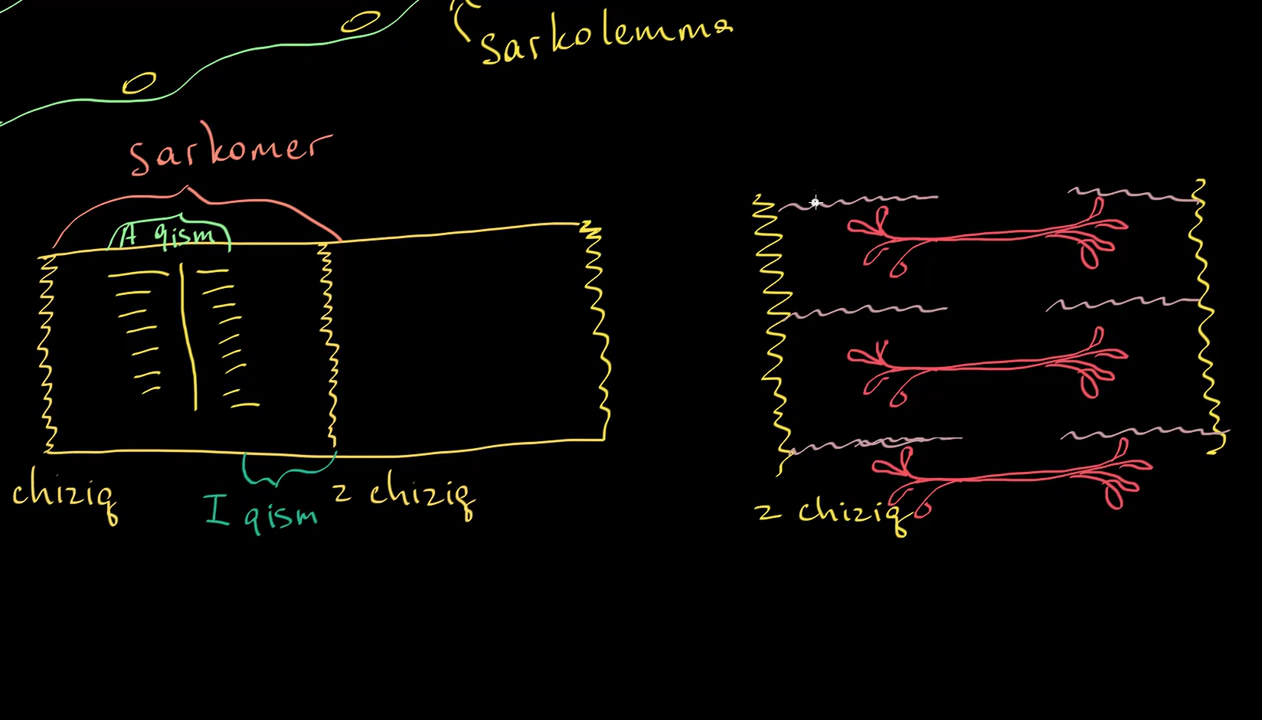 sarkolemma
sarkomer
A qism
chiziq
I qism
z chiziq
z chiziq